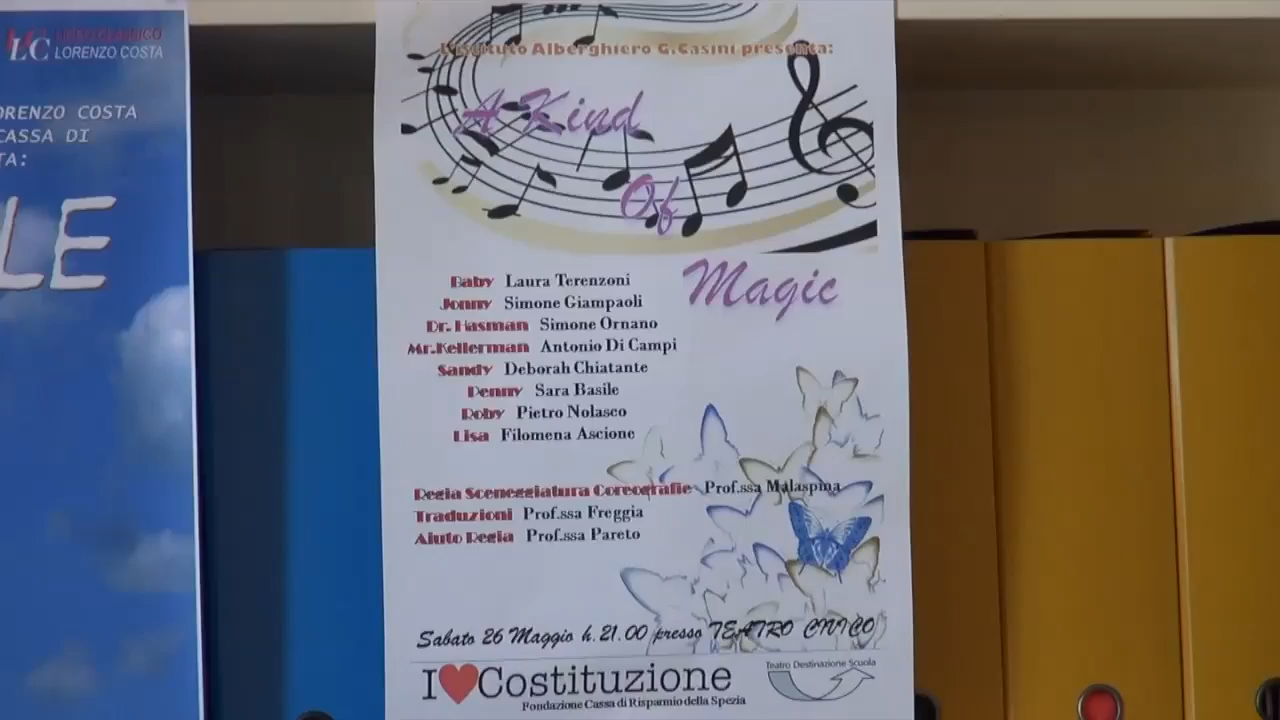 LC LICEO CLASSICO
LORENZO COSTA
ORENZO COSTA
CASSA DI
TA:
LE
L'Istituto Alberghiero G.Casini presenta:
A Kind
Of
Magic
Baby Laura Terenzoni
Jonny Simone Giampaoli
Dr. Hasman Simone Ornano
Mr.Kellerman Antonio Di Campi
Sandy Deborah Chiatante
Penny Sara Basile
Roby Pietro Nolasco
Lisa Filomena Ascione
Regia Sceneggiatura Coreografie Prof.ssa Malaspina
Traduzioni Prof.ssa Freggia
Aiuto Regia Prof.ssa Pareto
Sabato 26 Maggio h.21.00 presso TEATRO CIVICO
I♥Costituzione
Fondazione Cassa di Risparmio della Spezia
Teatro Destinazione Scuola